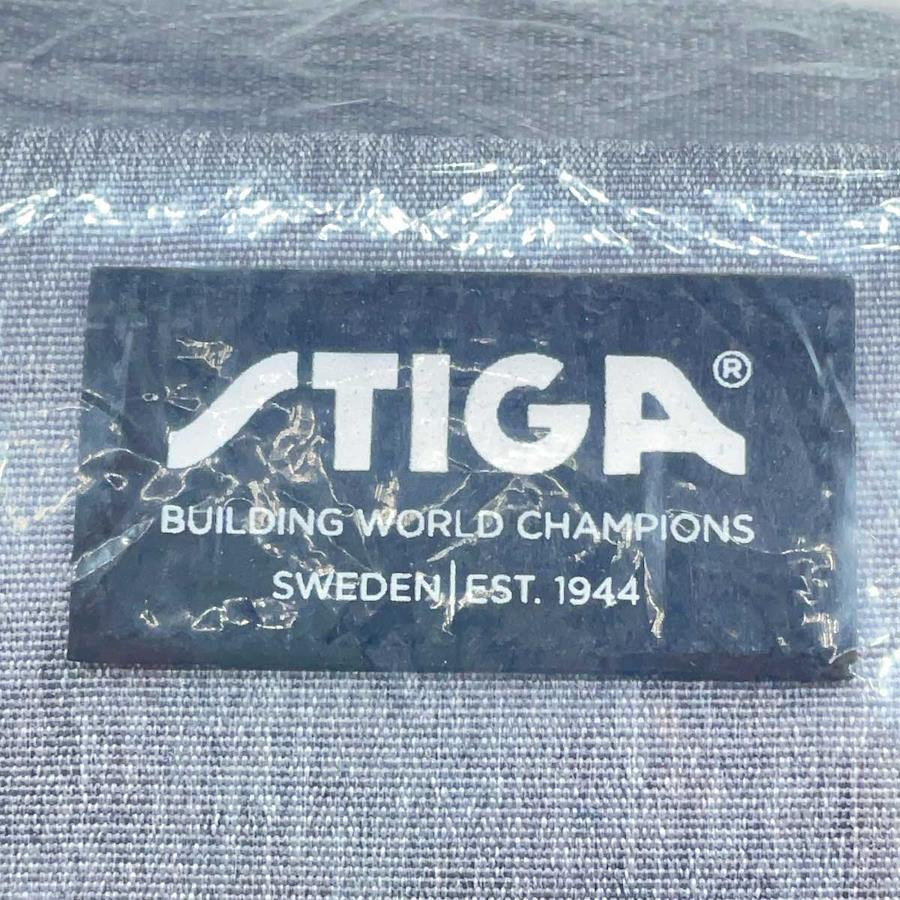 STIGA®
BUILDING WORLD CHAMPIONS
SWEDEN|EST. 1944